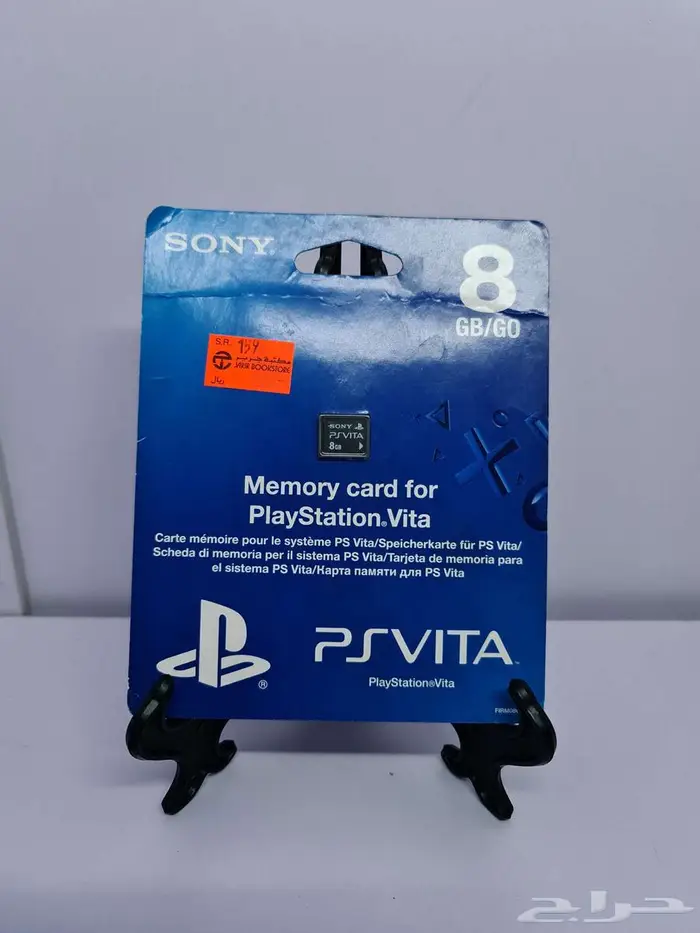 SONY
8
GB/GO
S.R. 159
مكتبة جرير
JARIR BOOKSTORE
ريال
SONY
PSVITA
8GB
Memory card for
PlayStation®Vita
Carte mémoire pour le système PS Vita/Speicherkarte für PS Vita/
Scheda di memoria per il sistema PS Vita/Tarjeta de memoria para
el sistema PS Vita/Карта памяти для PS Vita
PSVITA™
PlayStation®Vita
حراج